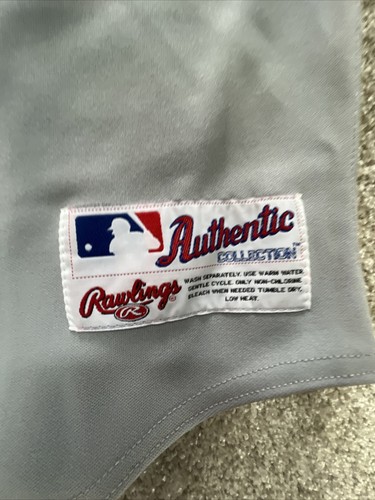 Authentic
COLLECTION™
Rawlings®
R
WASH SEPARATELY. USE WARM WATER
GENTLE CYCLE. ONLY NON-CHLORINE
BLEACH WHEN NEEDED TUMBLE DRY,
LOW HEAT.